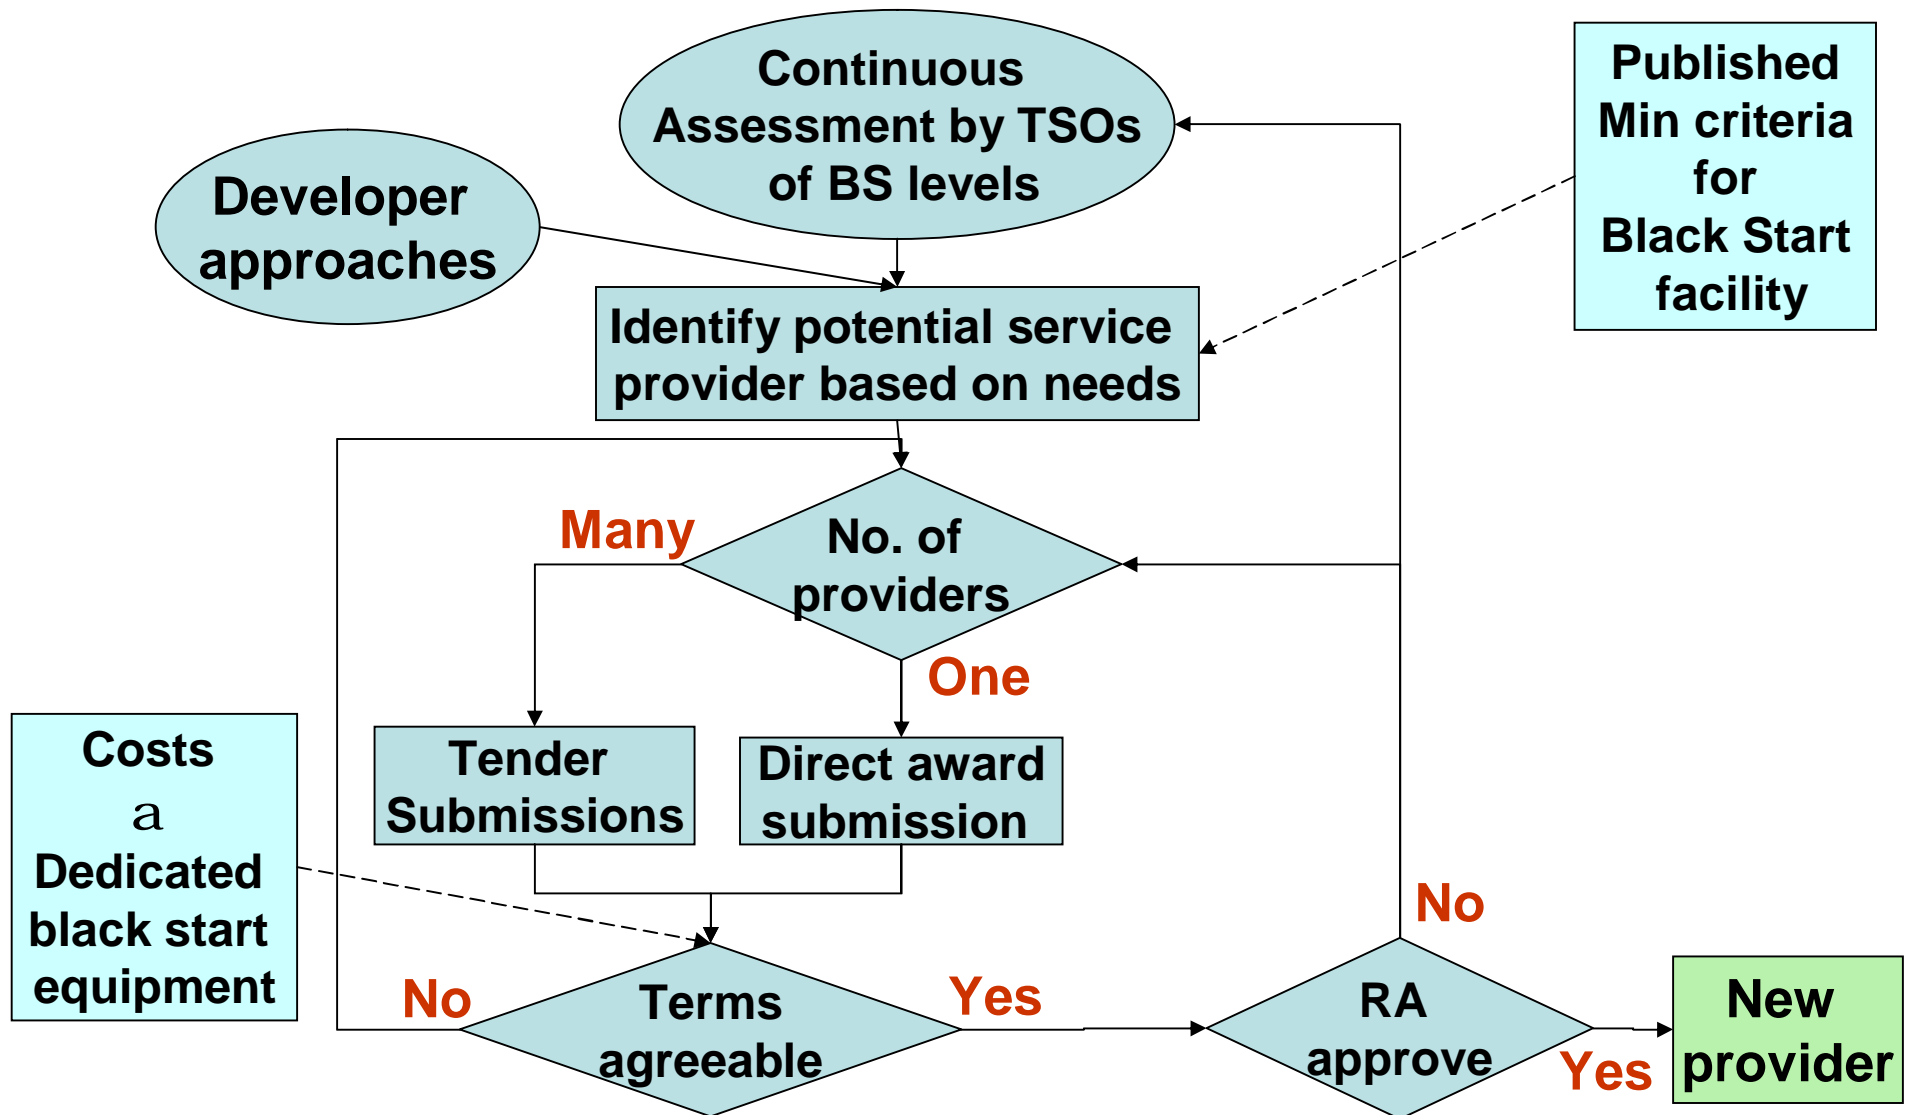 Continuous
Assessment by TSOs
of BS levels
Published
Min criteria
for
Black Start
facility
Developer
approaches
Identify potential service
provider based on needs
Many
No. of
providers
One
Costs
a
Dedicated
black start
equipment
Tender
Submissions
Direct award
submission
No
No
Terms
agreeable
Yes
RA
approve
Yes
New
provider